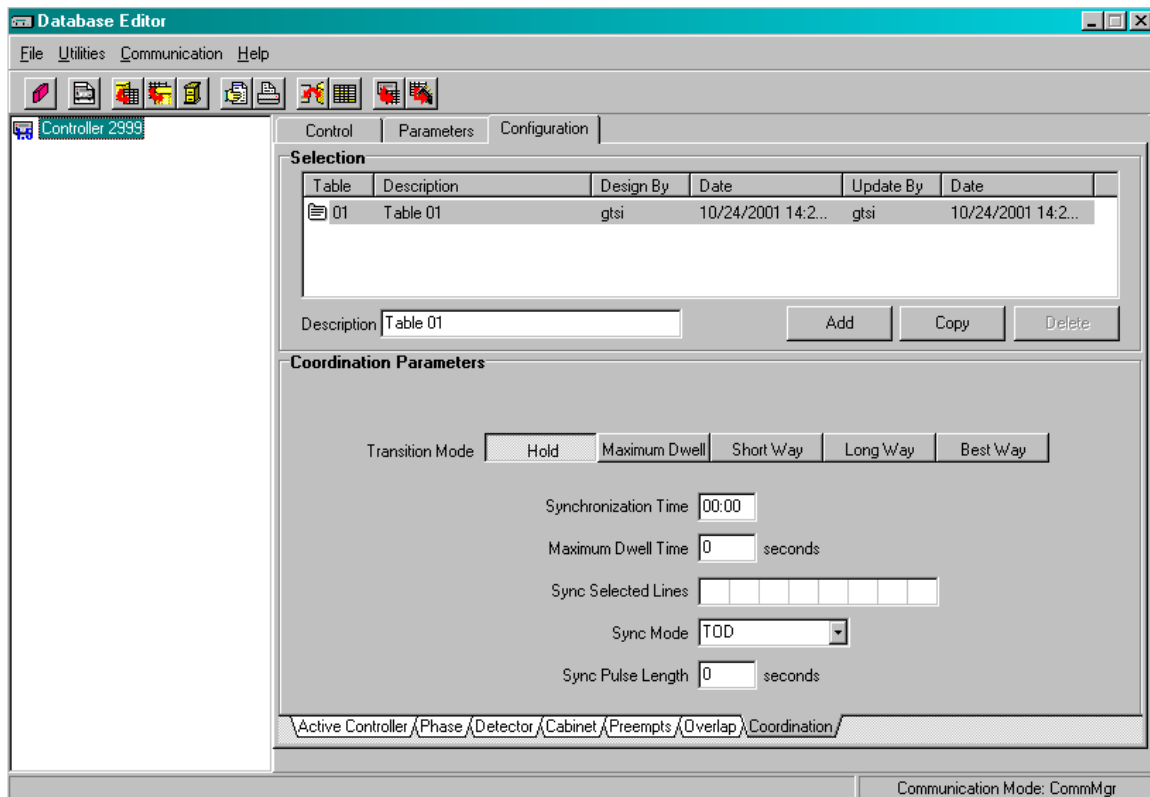 Database Editor
File Utilities Communication Help
Controller 2999
Control Parameters Configuration
Selection
Table Description Design By Date Update By Date
01 Table 01 gtsi 10/24/2001 14:2... gtsi 10/24/2001 14:2...
Description Table 01 Add Copy Delete
Coordination Parameters
Transition Mode Hold Maximum Dwell Short Way Long Way Best Way
Synchronization Time 00:00
Maximum Dwell Time 0 seconds
Sync Selected Lines
Sync Mode TOD
Sync Pulse Length 0 seconds
Active Controller Phase Detector Cabinet Preempts Overlap Coordination
Communication Mode: CommMgr